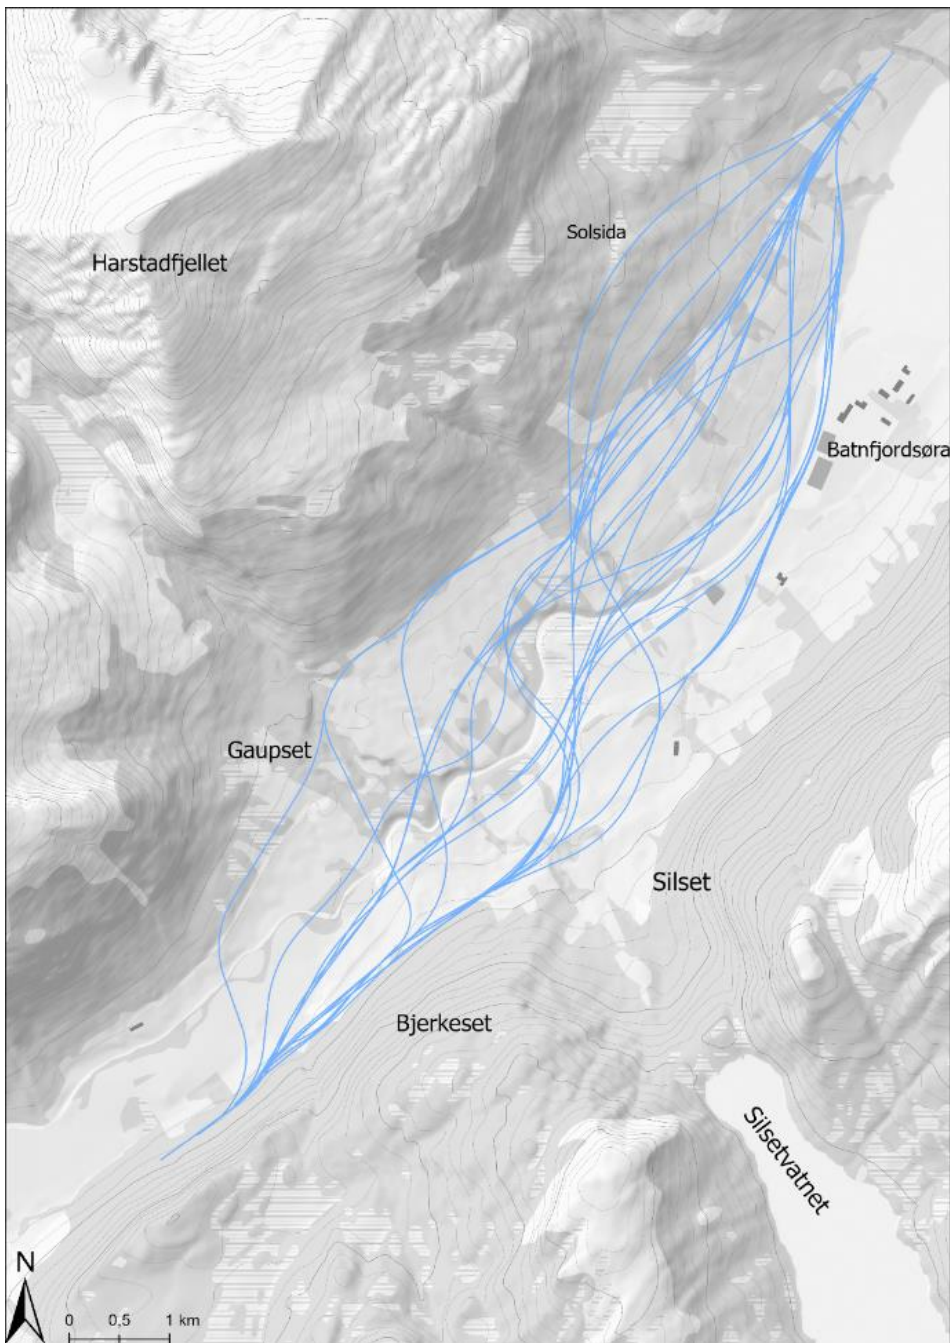 Solsida
Harstadfjellet
Batnfjordsøra
Gaupset
Silset
Bjerkeset
Silsetvatnet
N
0 0,5 1 km